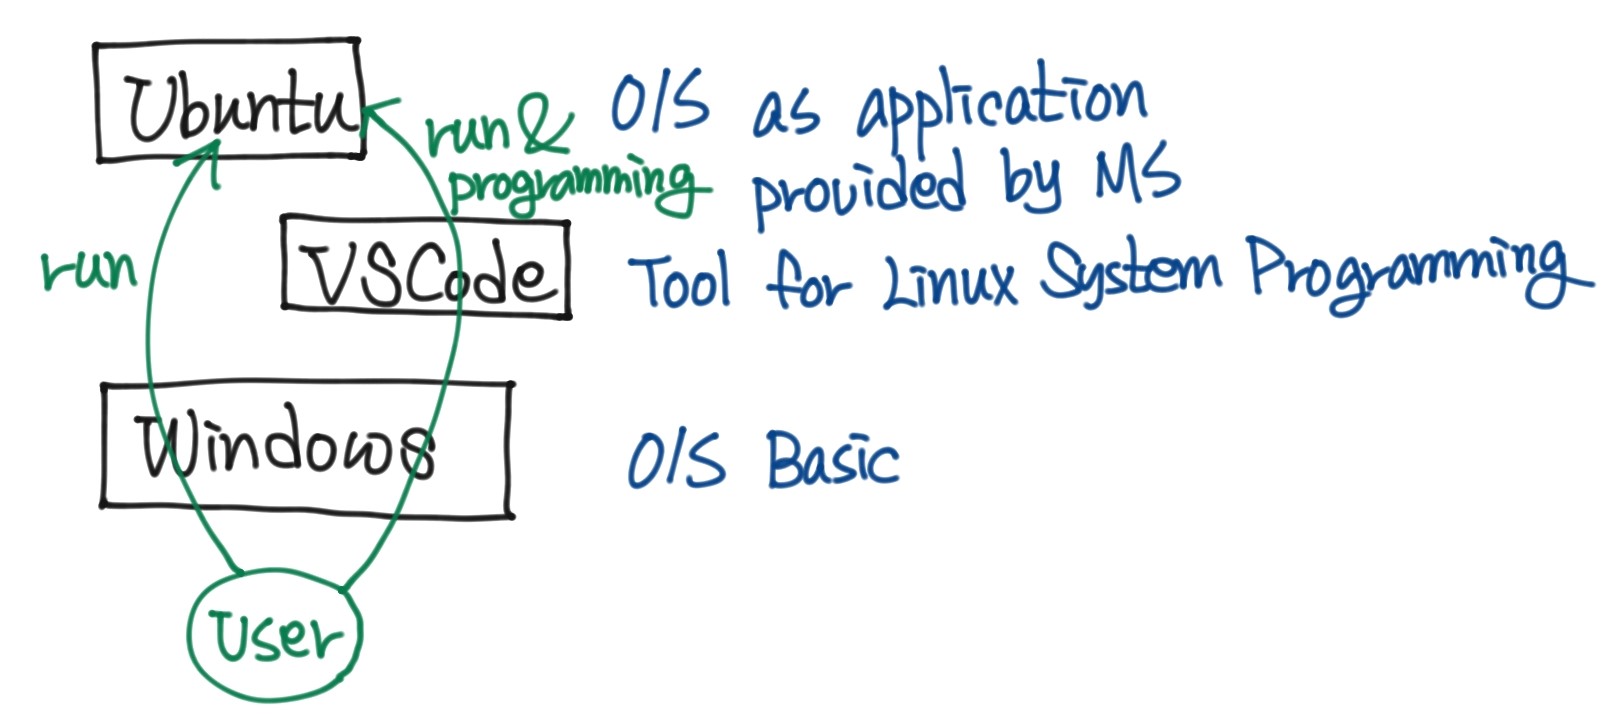 Ubuntu
run &
programming
O/S as application
provided by MS
run
VSCode
Tool for Linux System Programming
Windows
O/S Basic
User